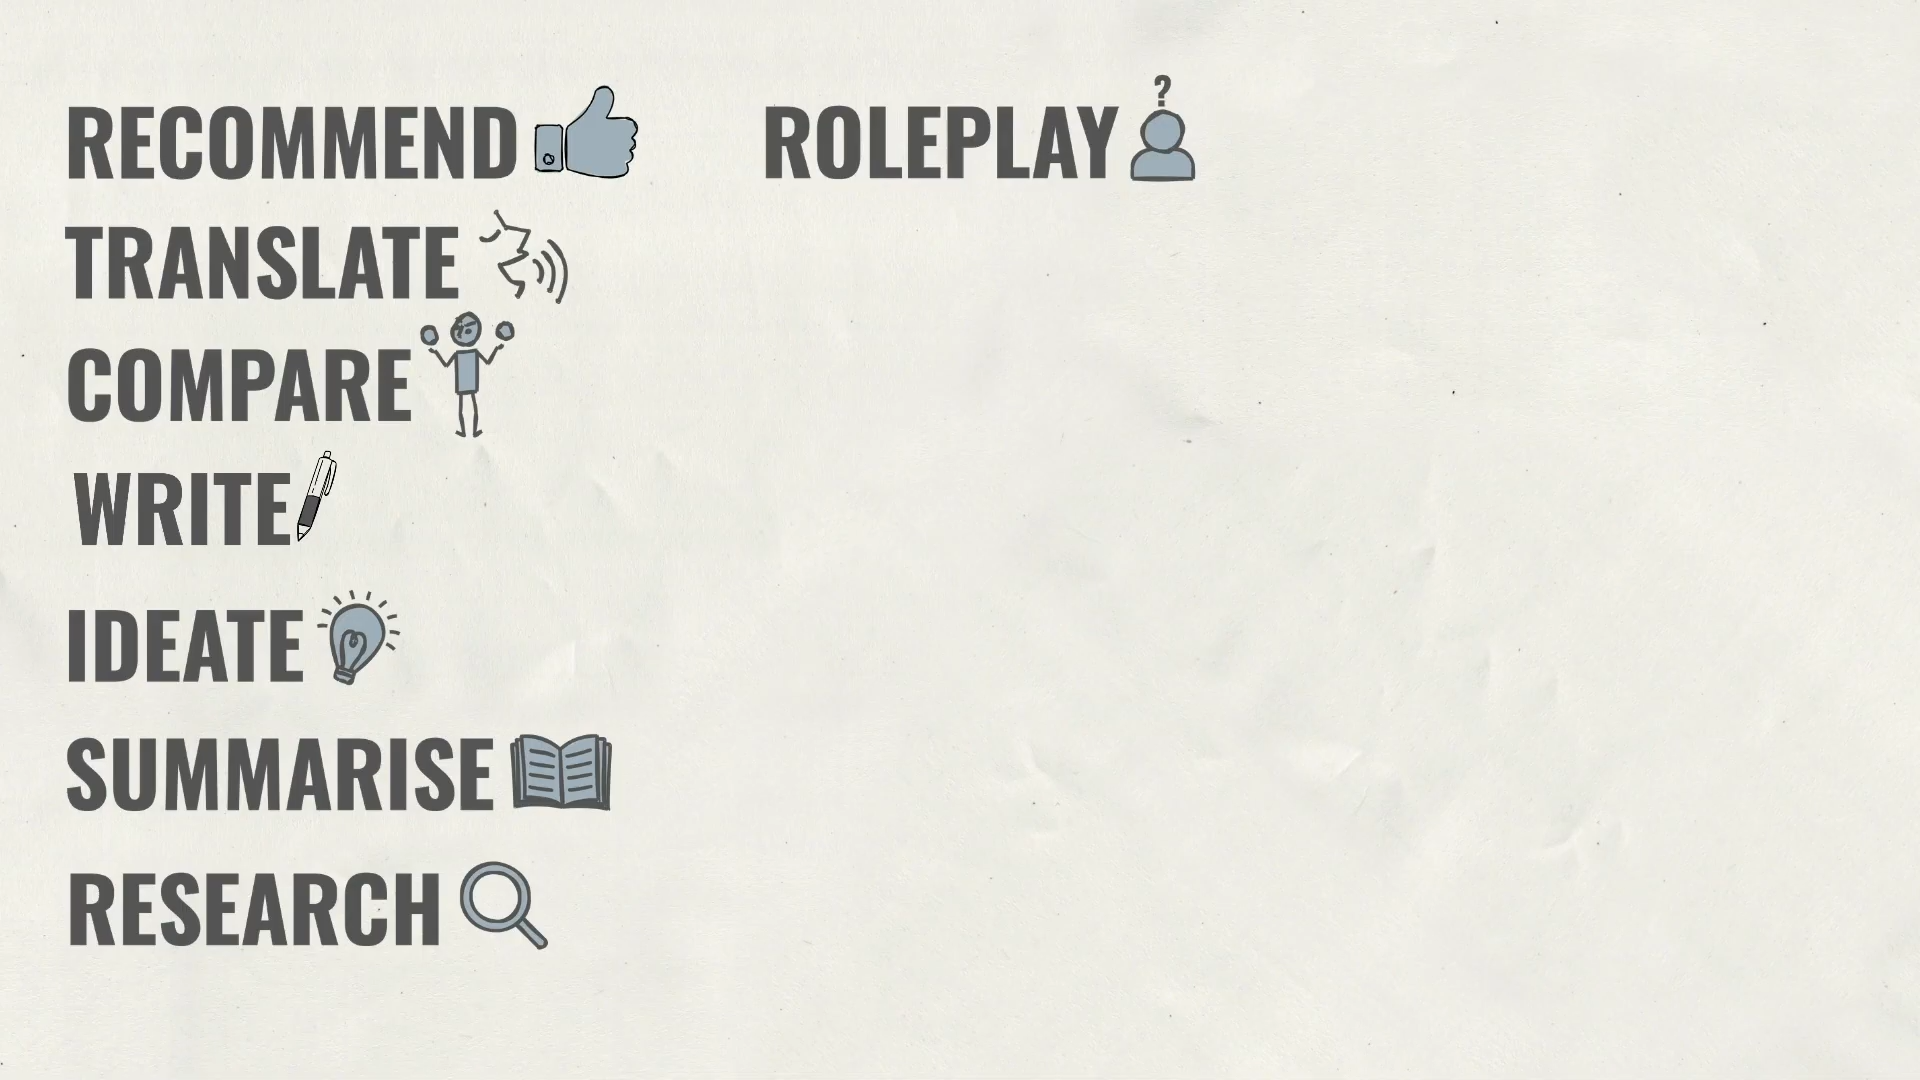 RECOMMEND
TRANSLATE
COMPARE
WRITE
IDEATE
SUMMARISE
RESEARCH
?
ROLEPLAY